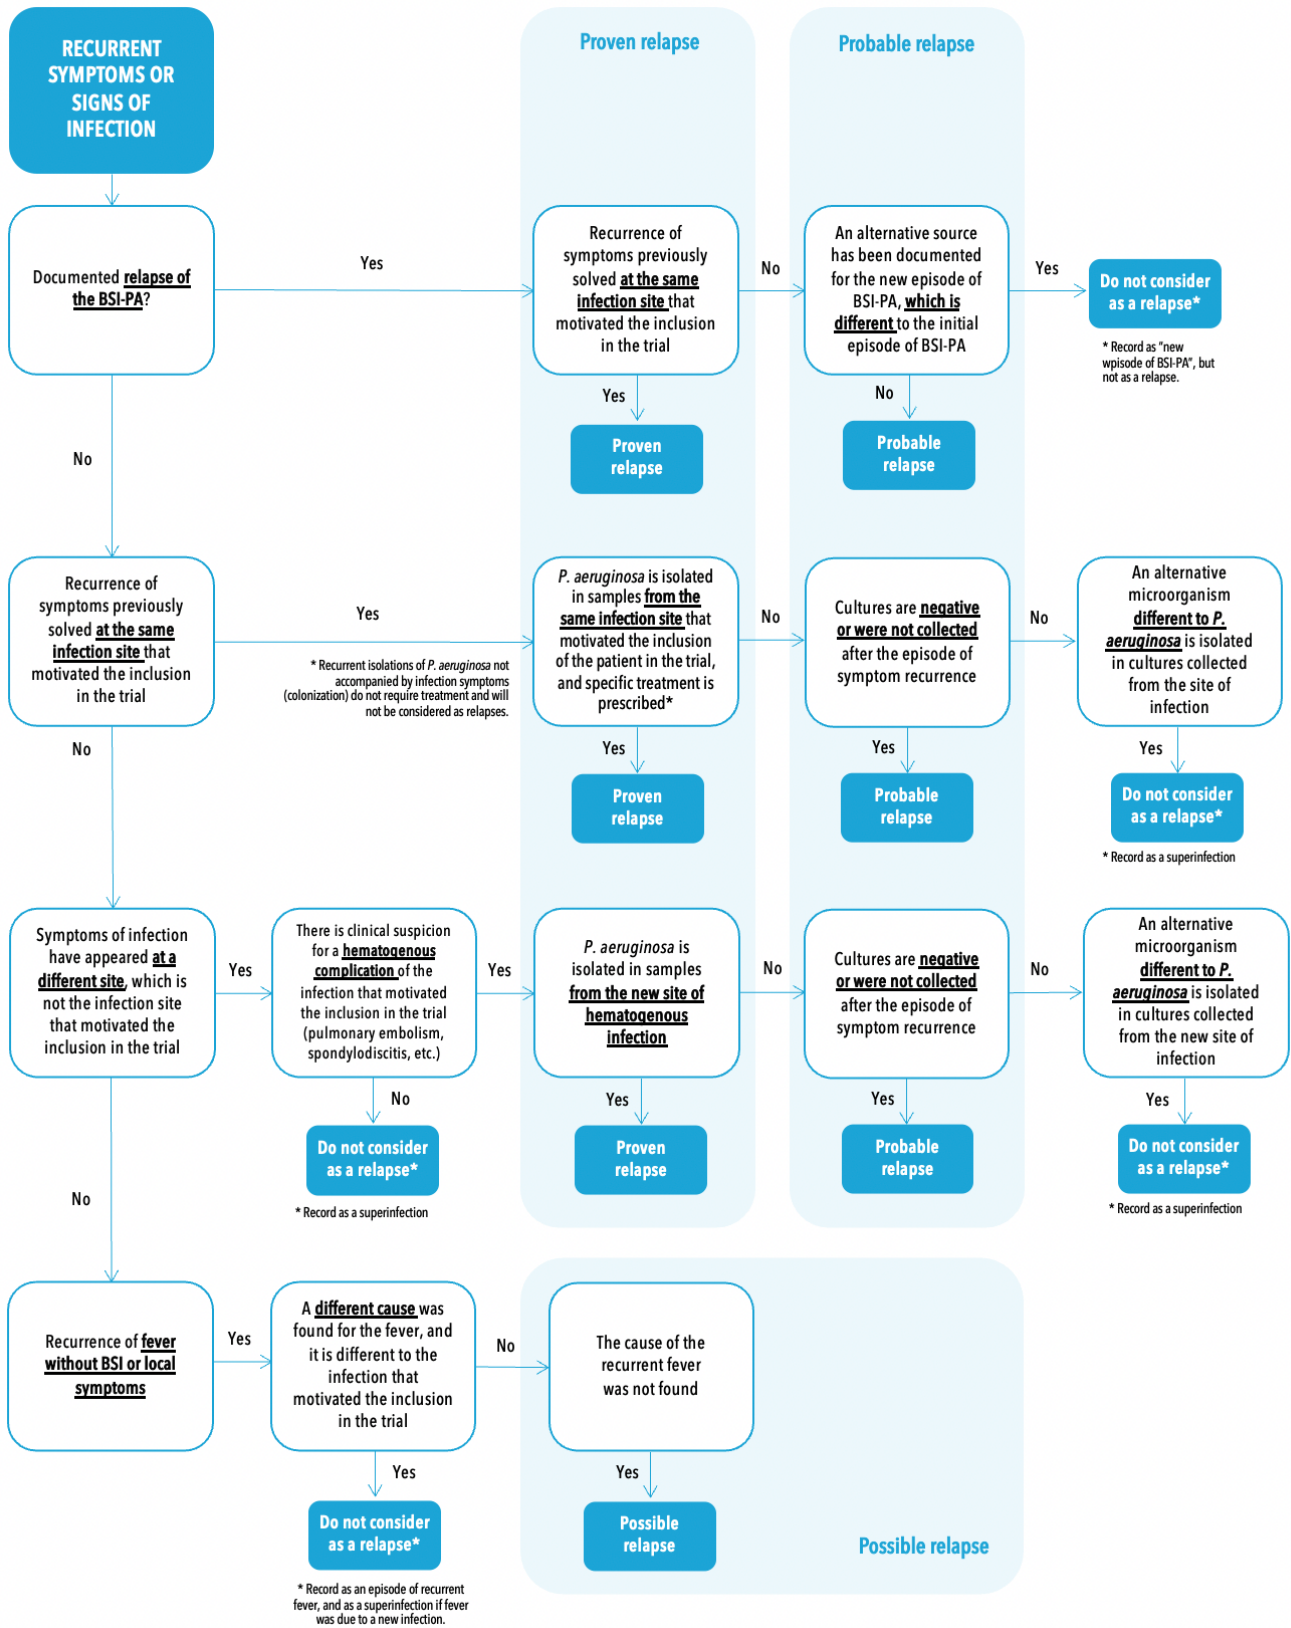 RECURRENT
SYMPTOMS OR
SIGNS OF
INFECTION
Proven relapse
Probable relapse
Documented relapse of
the BSI-PA?
Yes
Recurrence of
symptoms previously
solved at the same
infection site that
motivated the inclusion
in the trial
No
An alternative source
has been documented
for the new episode of
BSI-PA, which is
different to the initial
episode of BSI-PA
Yes
Do not consider
as a relapse*
* Record as "new
wpisode of BSI-PA", but
not as a relapse.
Yes
Proven
relapse
No
Probable
relapse
No
Recurrence of
symptoms previously
solved at the same
infection site that
motivated the inclusion
in the trial
Yes
* Recurrent isolations of P. aeruginosa not
accompanied by infection symptoms
(colonization) do not require treatment and will
not be considered as relapses.
P. aeruginosa is isolated
in samples from the
same infection site that
motivated the inclusion
of the patient in the trial,
and specific treatment is
prescribed*
No
Cultures are negative
or were not collected
after the episode of
symptom recurrence
No
An alternative
microorganism
different to P.
aeruginosa is isolated
in cultures collected
from the site of
infection
Yes
Proven
relapse
Yes
Probable
relapse
Yes
Do not consider
as a relapse*
* Record as a superinfection
No
Symptoms of infection
have appeared at a
different site, which is
not the infection site
that motivated the
inclusion in the trial
Yes
There is clinical suspicion
for a hematogenous
complication of the
infection that motivated
the inclusion in the trial
(pulmonary embolism,
spondylodiscitis, etc.)
Yes
P. aeruginosa is
isolated in samples
from the new site of
hematogenous
infection
No
Cultures are negative
or were not collected
after the episode of
symptom recurrence
No
An alternative
microorganism
different to P.
aeruginosa is isolated
in cultures collected
from the new site of
infection
No
Do not consider
as a relapse*
* Record as a superinfection
Yes
Proven
relapse
Yes
Probable
relapse
Yes
Do not consider
as a relapse*
* Record as a superinfection
No
Recurrence of fever
without BSI or local
symptoms
Yes
A different cause was
found for the fever, and
it is different to the
infection that
motivated the inclusion
in the trial
No
The cause of the
recurrent fever
was not found
Yes
Do not consider
as a relapse*
* Record as an episode of recurrent
fever, and as a superinfection if fever
was due to a new infection.
Yes
Possible
relapse
Possible relapse